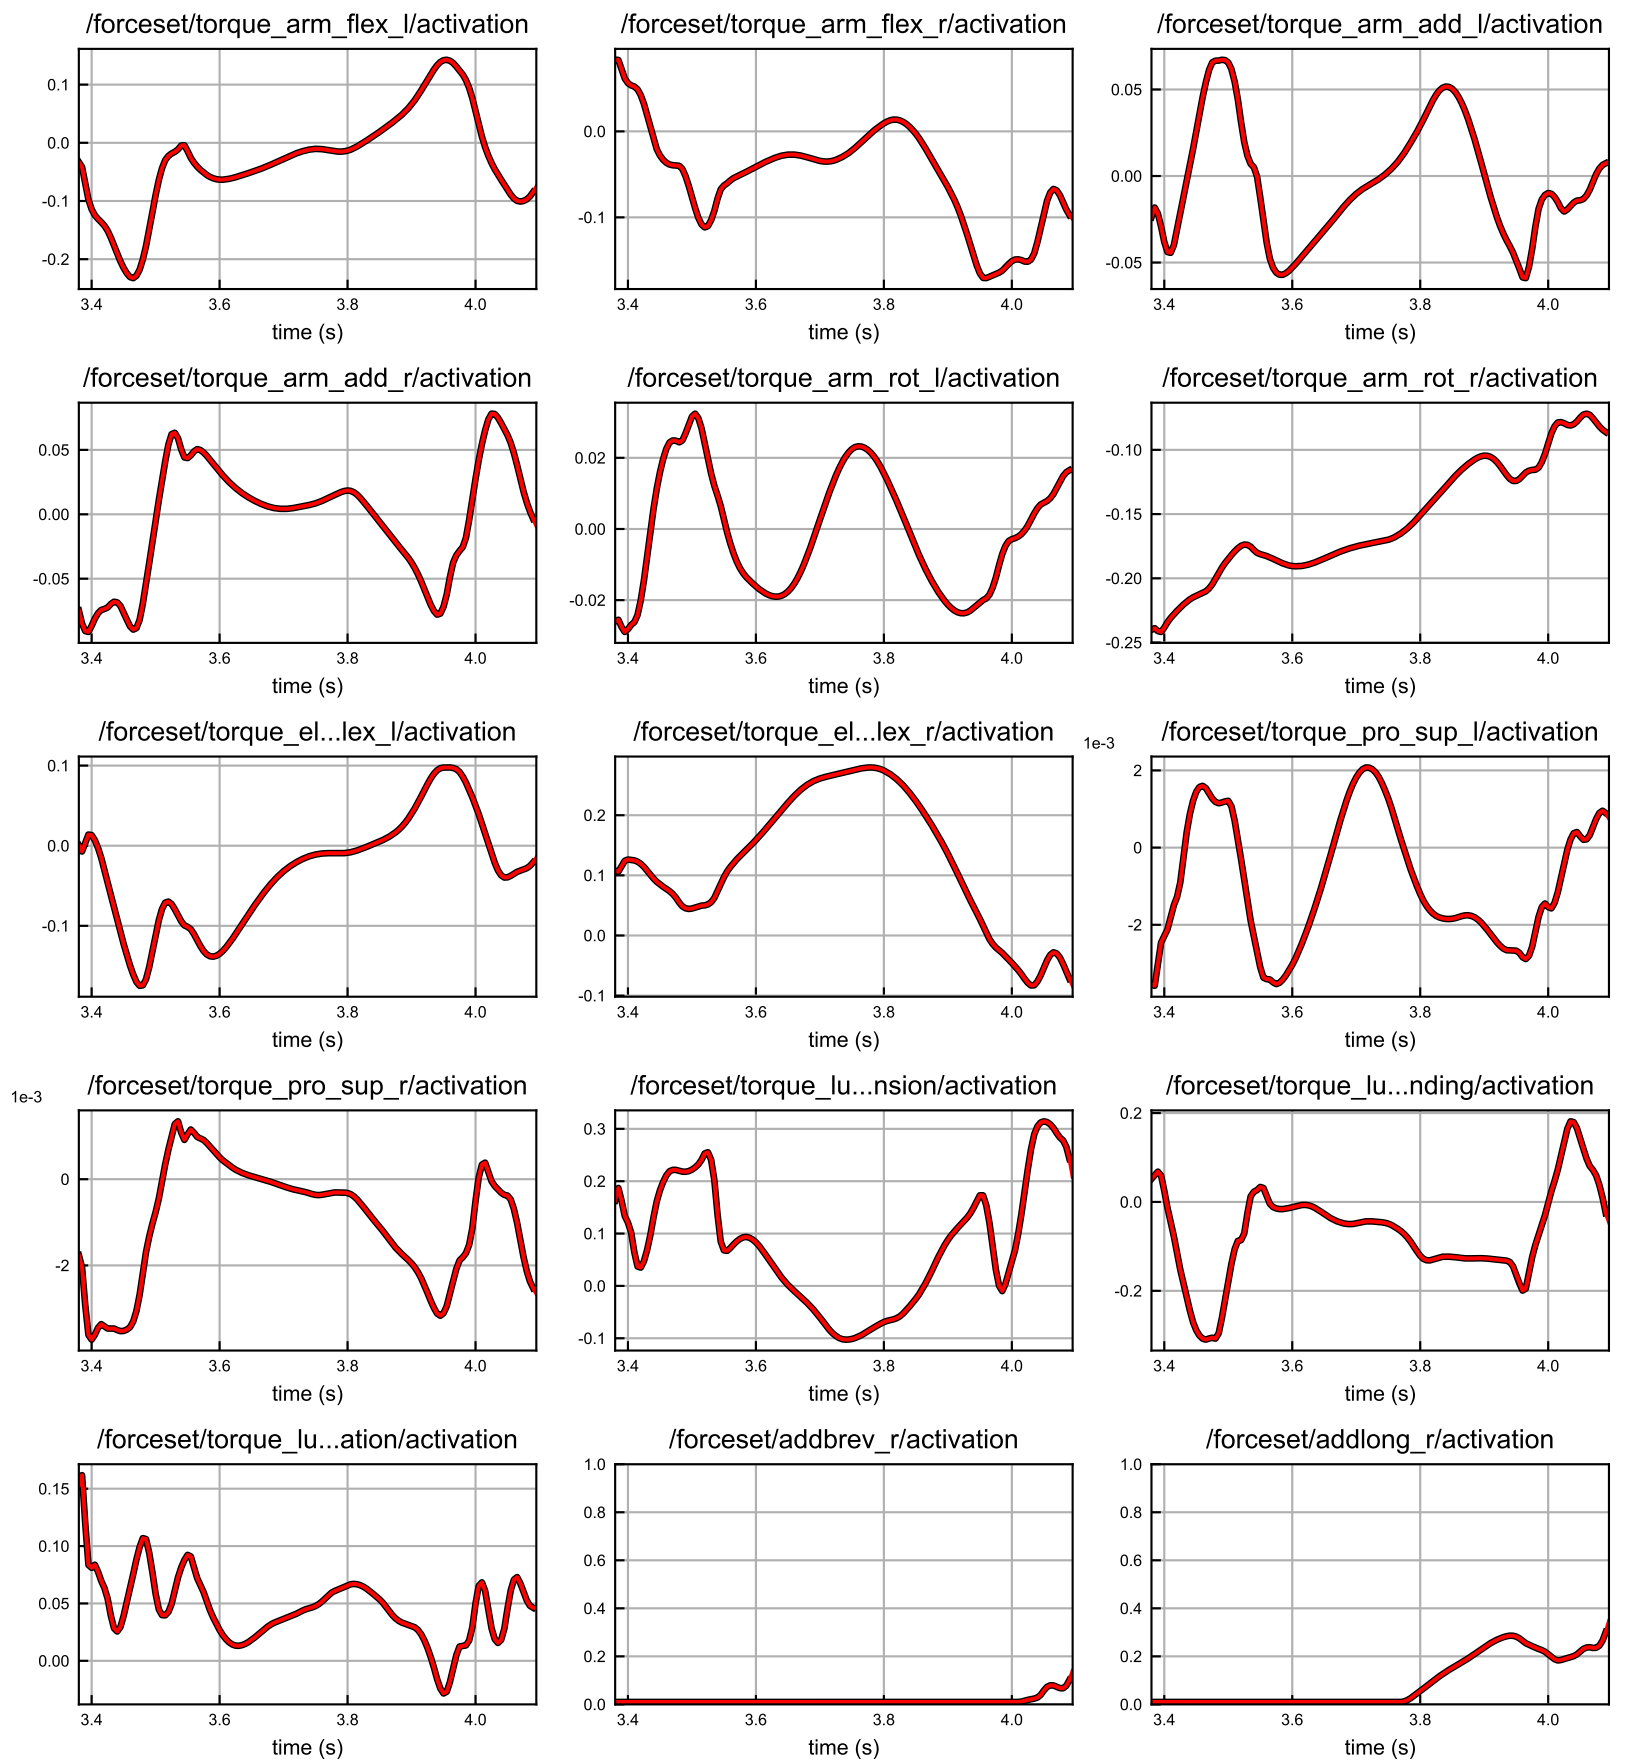 /forceset/torque_arm_flex_l/activation
0.1
0.0
-0.1
-0.2
3.4 3.6 3.8 4.0
time (s)
/forceset/torque_arm_flex_r/activation
0.0
-0.1
3.4 3.6 3.8 4.0
time (s)
/forceset/torque_arm_add_l/activation
0.05
0.00
-0.05
3.4 3.6 3.8 4.0
time (s)
/forceset/torque_arm_add_r/activation
0.05
0.00
-0.05
3.4 3.6 3.8 4.0
time (s)
/forceset/torque_arm_rot_l/activation
0.02
0.00
-0.02
3.4 3.6 3.8 4.0
time (s)
/forceset/torque_arm_rot_r/activation
-0.10
-0.15
-0.20
-0.25
3.4 3.6 3.8 4.0
time (s)
/forceset/torque_el...lex_l/activation
0.1
0.0
-0.1
3.4 3.6 3.8 4.0
time (s)
/forceset/torque_el...lex_r/activation
0.2
0.1
0.0
-0.1
3.4 3.6 3.8 4.0
time (s)
/forceset/torque_pro_sup_l/activation
1e-3
2
0
-2
3.4 3.6 3.8 4.0
time (s)
/forceset/torque_pro_sup_r/activation
1e-3
0
-2
3.4 3.6 3.8 4.0
time (s)
/forceset/torque_lu...nsion/activation
0.3
0.2
0.1
0.0
-0.1
3.4 3.6 3.8 4.0
time (s)
/forceset/torque_lu...nding/activation
0.2
0.0
-0.2
3.4 3.6 3.8 4.0
time (s)
/forceset/torque_lu...ation/activation
0.15
0.10
0.05
0.00
3.4 3.6 3.8 4.0
time (s)
/forceset/addbrev_r/activation
1.0
0.8
0.6
0.4
0.2
0.0
3.4 3.6 3.8 4.0
time (s)
/forceset/addlong_r/activation
1.0
0.8
0.6
0.4
0.2
0.0
3.4 3.6 3.8 4.0
time (s)